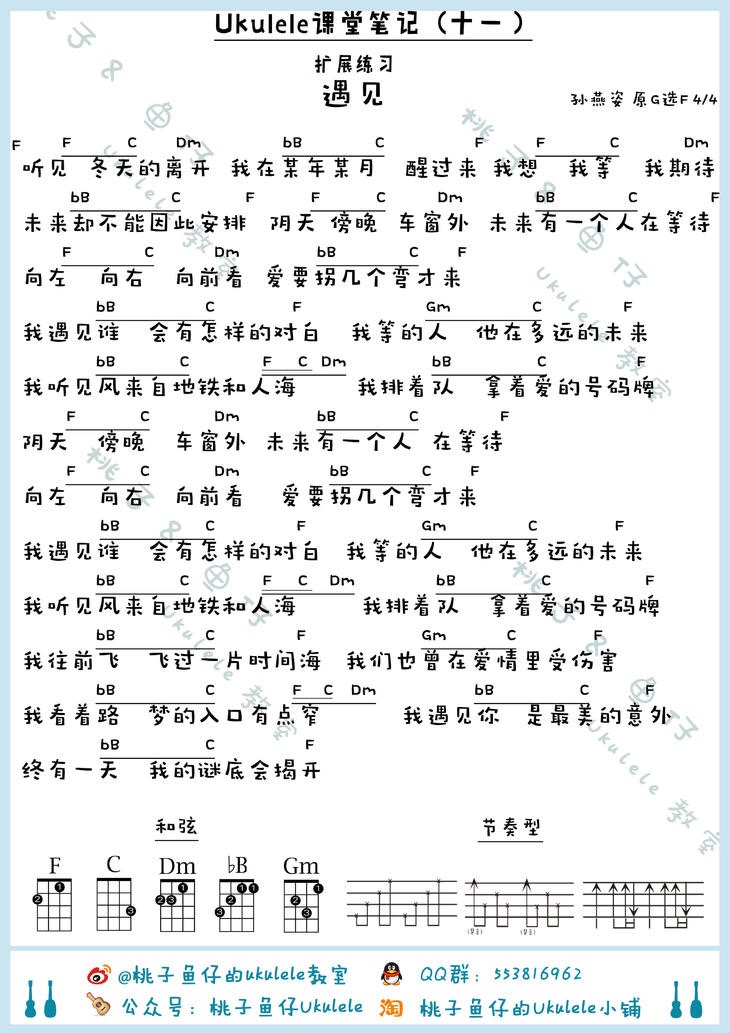 Ukulele课堂笔记（十一）
扩展练习
遇见
孙燕姿 原G选F 4/4
F F C Dm bB C F F C Dm
听见 冬天的离开 我在某年某月 醒过来 我想 我等 我期待
bB C F F C Dm bB C F
未来却不能因此安排 阴天 傍晚 车窗外 未来有一个人在等待
F C Dm bB C F
向左 向右 向前看 爱要拐几个弯才来
bB C F Gm C F
我遇见谁 会有怎样的对白 我等的人 他在多远的未来
bB C F C Dm bB C F
我听见风来自地铁和人海 我排着队 拿着爱的号码牌
F C Dm bB C F
阴天 傍晚 车窗外 未来有一个人 在等待
F C Dm bB C F
向左 向右 向前看 爱要拐几个弯才来
bB C F Gm C F
我遇见谁 会有怎样的对白 我等的人 他在多远的未来
bB C F C Dm bB C F
我听见风来自地铁和人海 我排着队 拿着爱的号码牌
bB C F Gm C F
我往前飞 飞过一片时间海 我们也曾在爱情里受伤害
bB C F C Dm bB C F
我看着路 梦的入口有点窄 我遇见你 是最美的意外
bB C F
终有一天 我的谜底会揭开
和弦 节奏型
F C Dm bB Gm
@桃子鱼仔的ukulele教室 QQ群：553816962
公众号：桃子鱼仔Ukulele 淘 桃子鱼仔的Ukulele小铺